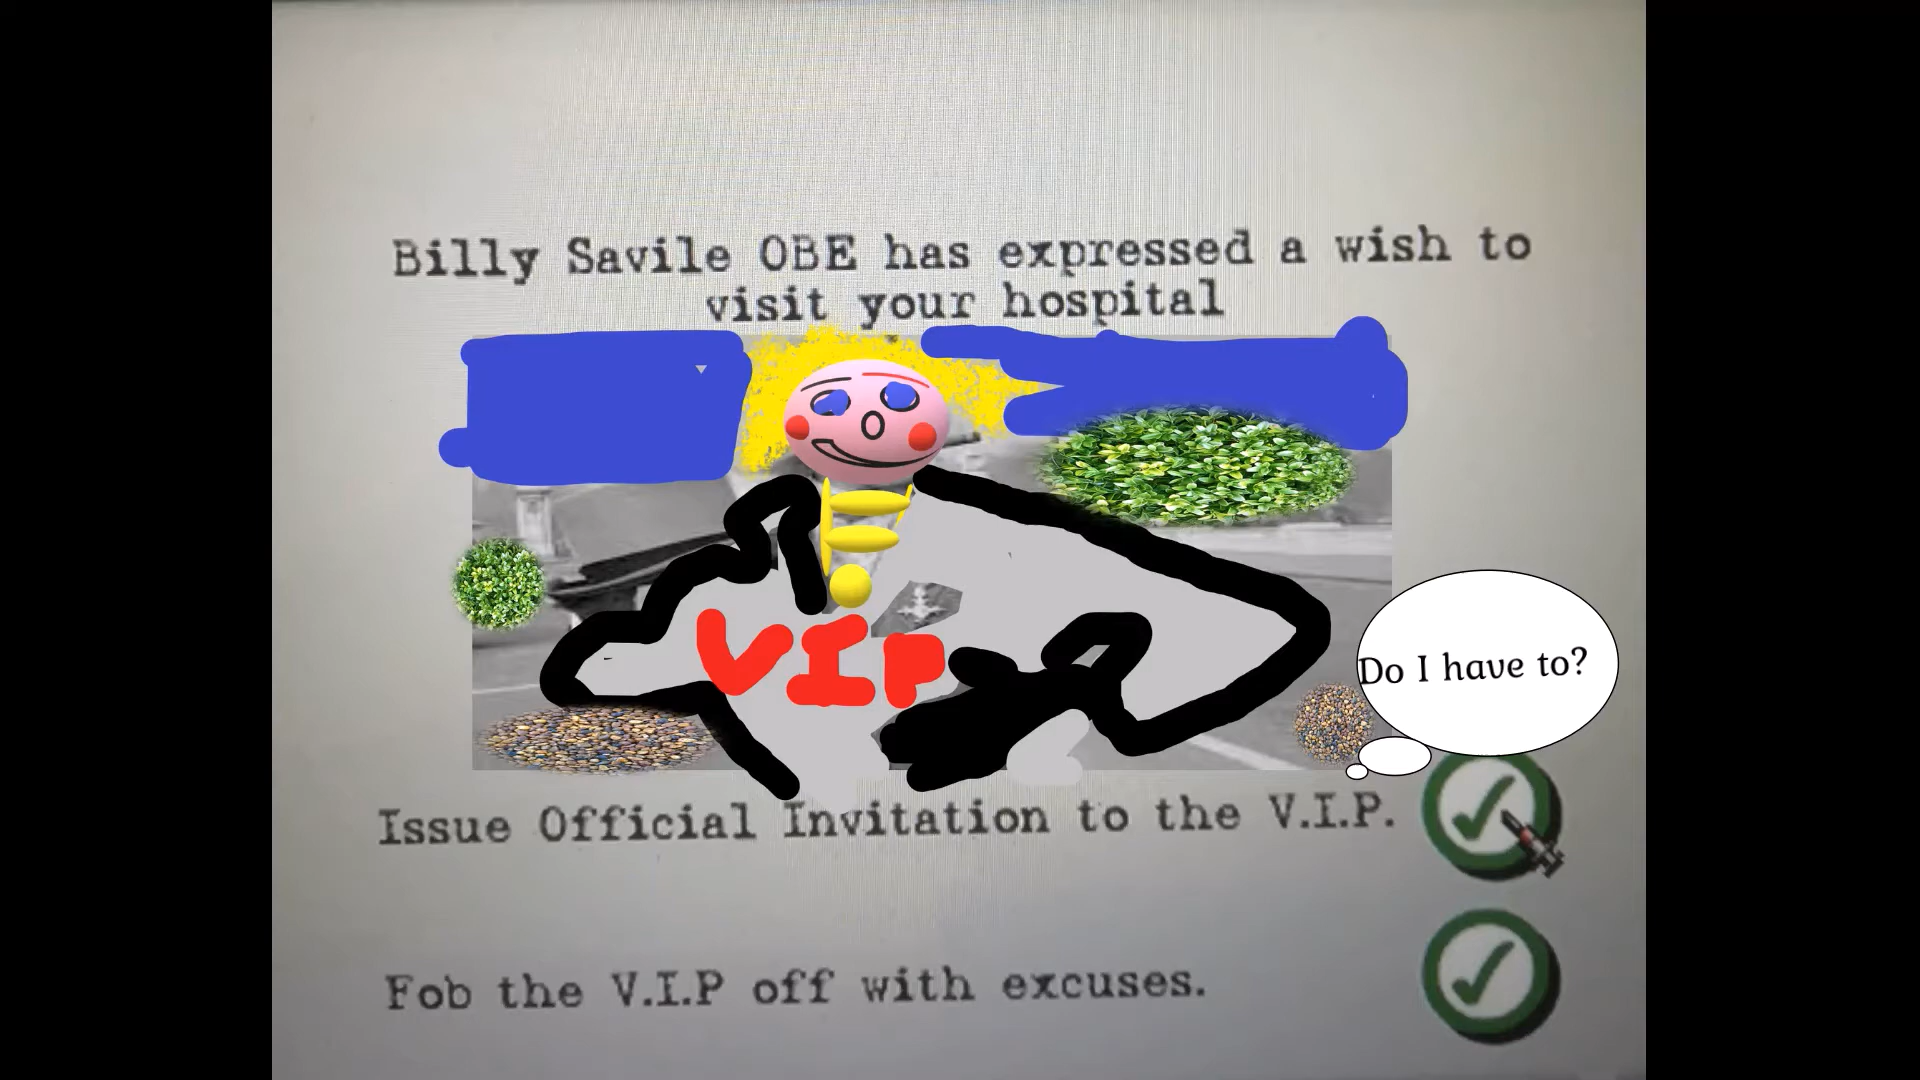 Billy Savile OBE has expressed a wish to
visit your hospital
VIP
Do I have to?
Issue Official Invitation to the V.I.P.
Fob the V.I.P off with excuses.